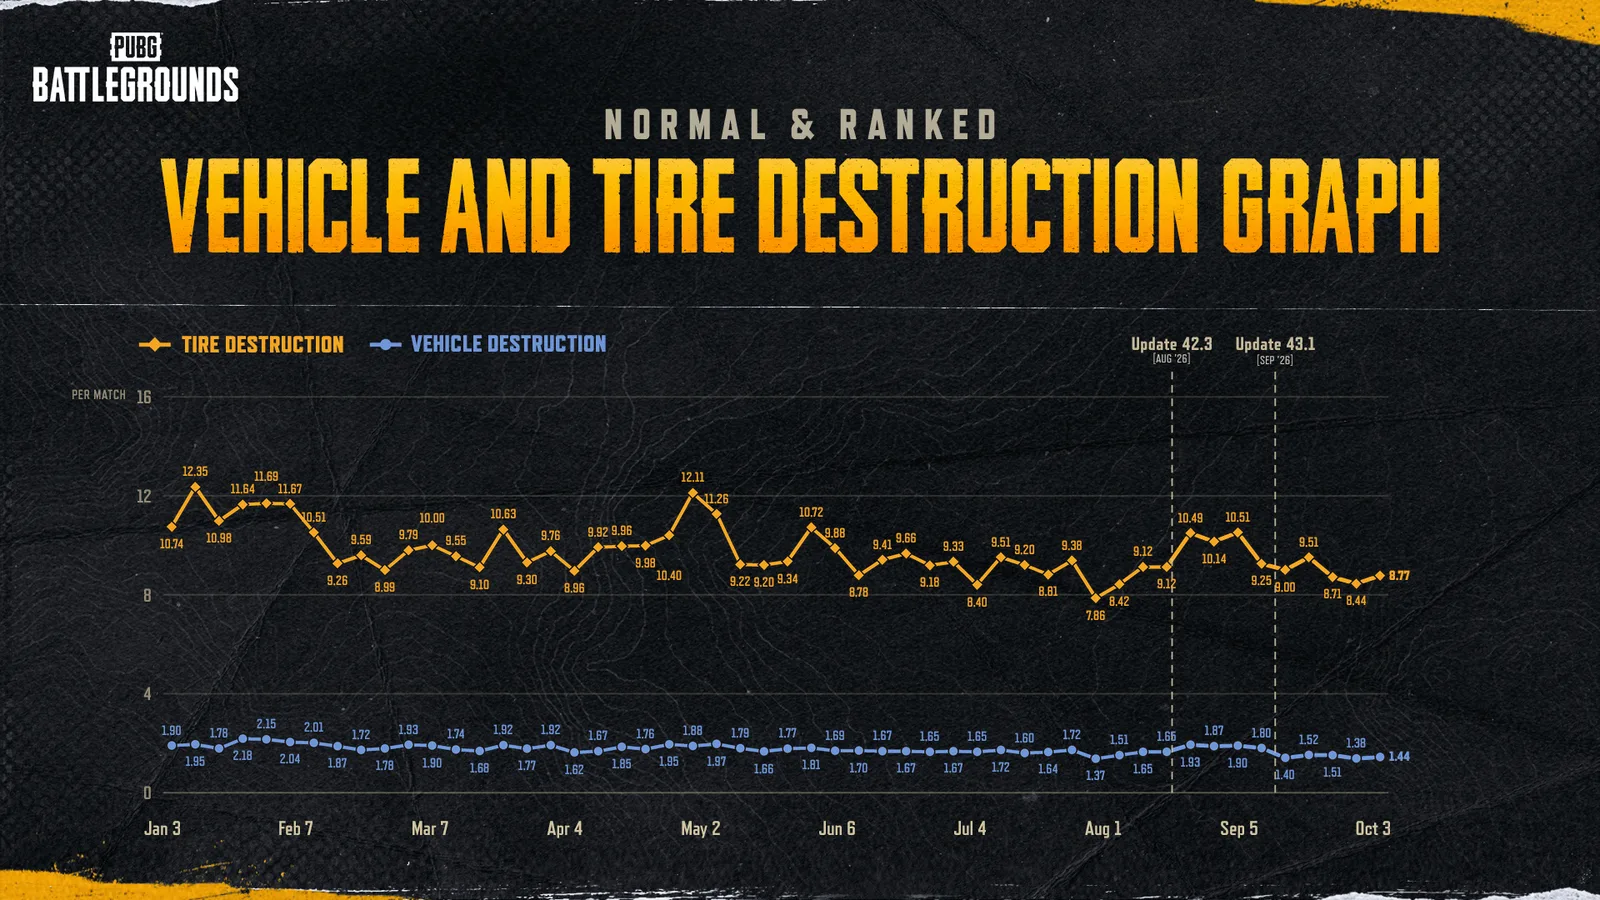 PUBG
BATTLEGROUNDS
NORMAL & RANKED
VEHICLE AND TIRE DESTRUCTION GRAPH
TIRE DESTRUCTION VEHICLE DESTRUCTION
Update 42.3 Update 43.1
[AUG '26] [SEP '26]
PER MATCH 16
12
8
4
0
10.74 12.35 10.98 11.64 11.69 11.67 10.51 9.26 9.59 8.99 9.79 10.00 9.55 9.10 10.63 9.30 9.76 8.96 9.92 9.96 9.98 10.40 12.11 11.26 9.22 9.20 9.34 10.72 9.88 8.78 9.41 9.66 9.18 9.33 8.40 9.51 9.20 8.81 9.38 7.86 8.42 9.12 9.12 10.49 10.14 10.51 9.25 9.00 9.51 8.71 8.44 8.77
1.90 1.95 1.78 2.18 2.15 2.04 2.01 1.87 1.72 1.78 1.93 1.90 1.74 1.68 1.92 1.77 1.92 1.62 1.67 1.85 1.76 1.95 1.88 1.97 1.79 1.66 1.77 1.81 1.69 1.70 1.67 1.67 1.65 1.67 1.65 1.72 1.60 1.64 1.72 1.37 1.51 1.65 1.66 1.93 1.87 1.90 1.80 1.40 1.52 1.51 1.38 1.44
Jan 3 Feb 7 Mar 7 Apr 4 May 2 Jun 6 Jul 4 Aug 1 Sep 5 Oct 3